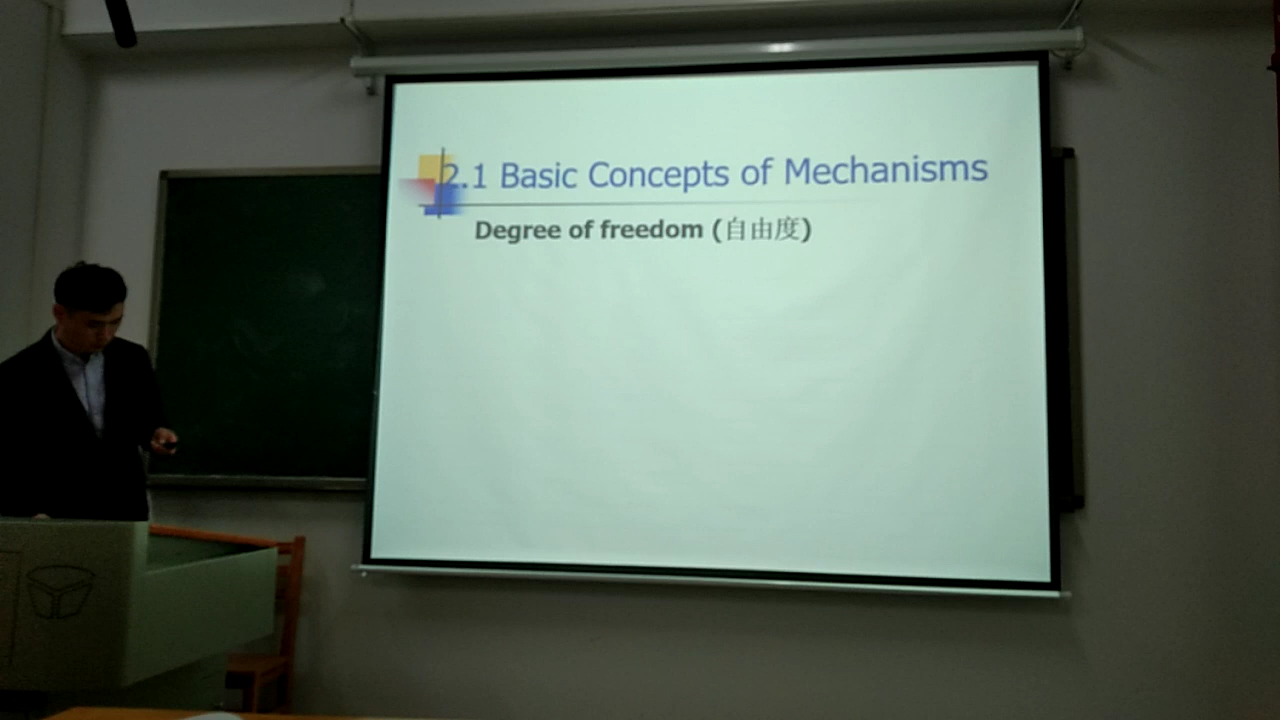 2.1 Basic Concepts of Mechanisms
Degree of freedom (自由度)